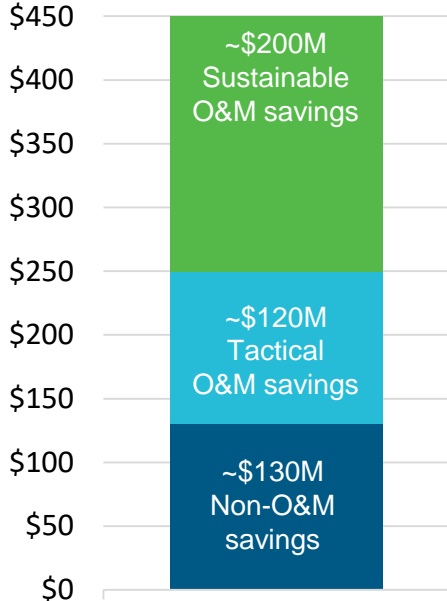 $450
~$200M
Sustainable
O&M savings
$400
$350
$300
$250
~$120M
Tactical
O&M savings
$200
$150
$100
~$130M
Non-O&M
savings
$50
$0